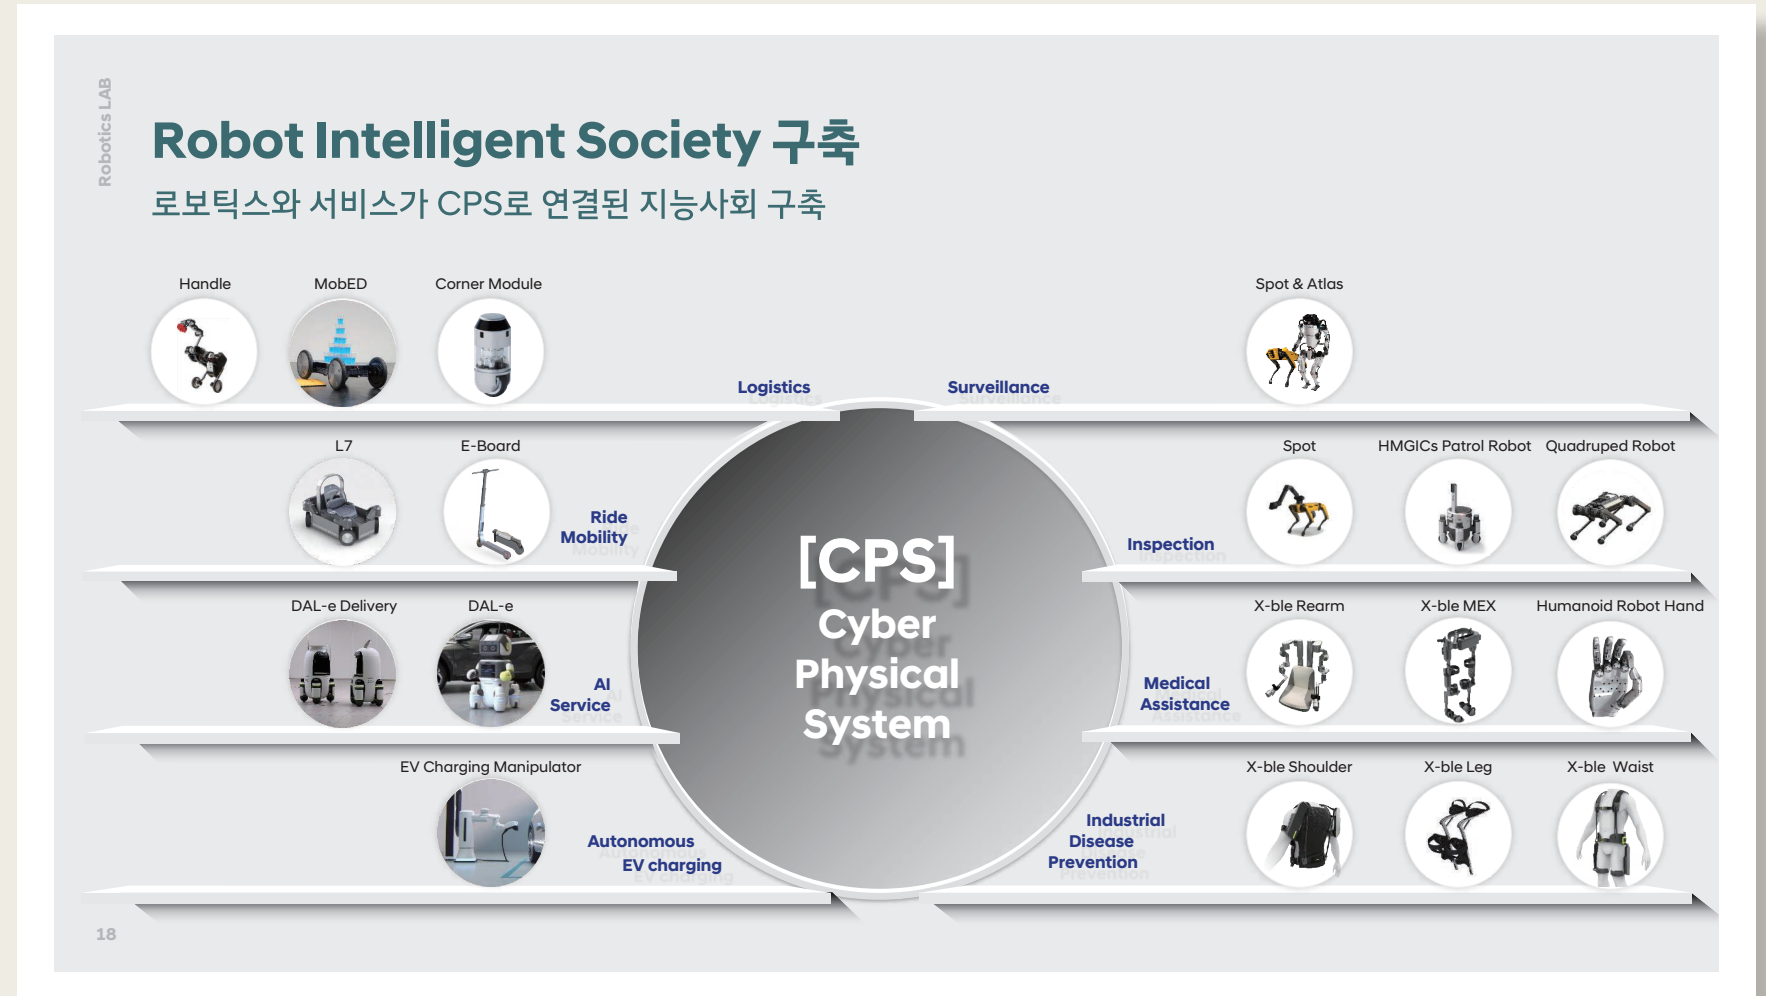 Robotics LAB
Robot Intelligent Society 구축
로보틱스와 서비스가 CPS로 연결된 지능사회 구축
Handle
MobED
Corner Module
Logistics
L7
E-Board
Ride
Mobility
DAL-e Delivery
DAL-e
AI
Service
EV Charging Manipulator
Autonomous
EV charging
[CPS]
Cyber
Physical
System
Surveillance
Spot & Atlas
Inspection
Spot
HMGICs Patrol Robot
Quadruped Robot
Medical
Assistance
X-ble Rearm
X-ble MEX
Humanoid Robot Hand
Industrial
Disease
Prevention
X-ble Shoulder
X-ble Leg
X-ble Waist
18